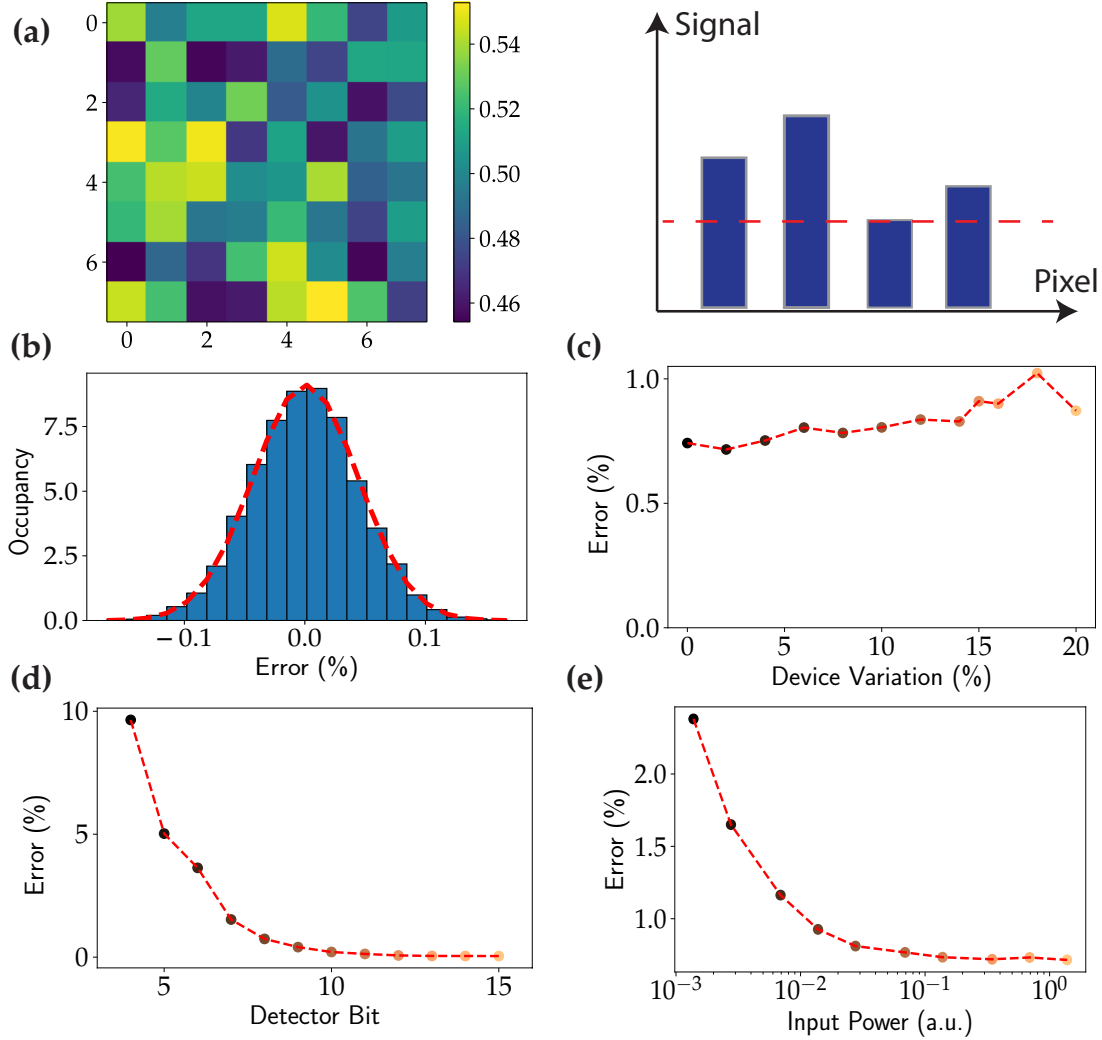 (a)
0
2
4
6
0 2 4 6
0.54
0.52
0.50
0.48
0.46
Signal
Pixel
(b)
7.5
5.0
2.5
0.0
Occupancy
−0.1 0.0 0.1
Error (%)
(c)
1.0
0.5
0.0
Error (%)
0 5 10 15 20
Device Variation (%)
(d)
10
5
0
Error (%)
5 10 15
Detector Bit
(e)
2.0
1.5
1.0
Error (%)
10⁻³ 10⁻² 10⁻¹ 10⁰
Input Power (a.u.)